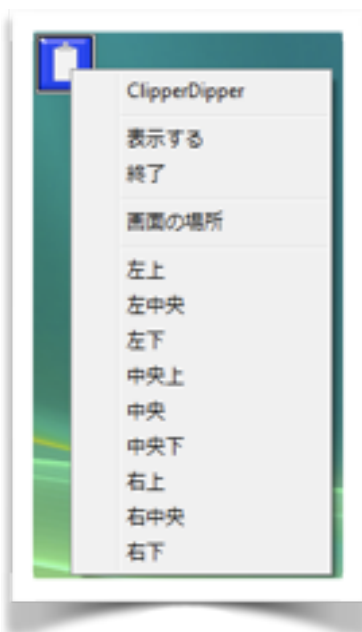 ClipperDipper
表示する
終了
画面の場所
左上
左中央
左下
中央上
中央
中央下
右上
右中央
右下